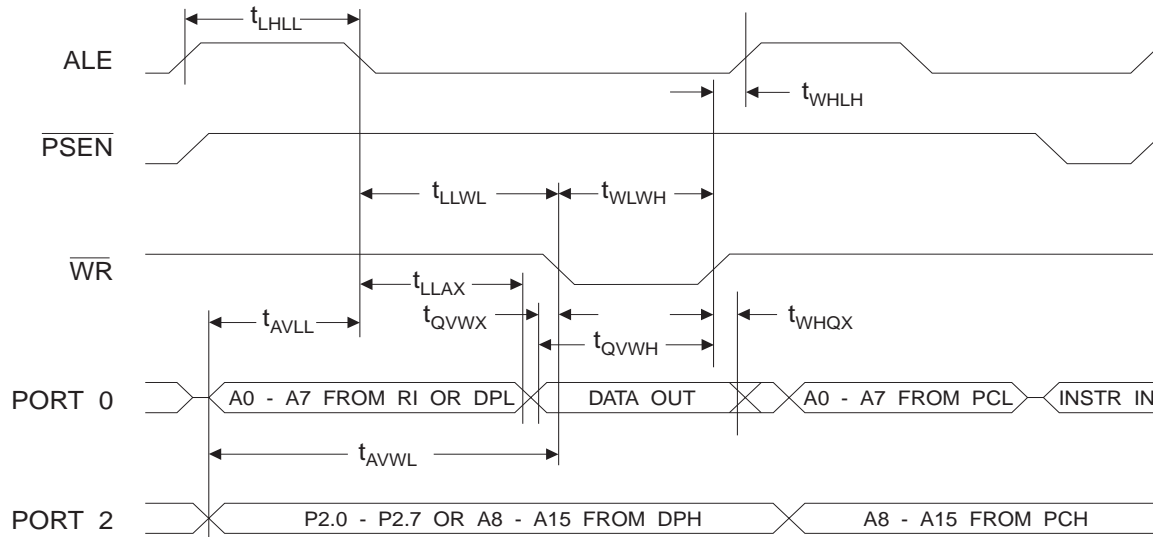 tLHLL
ALE
tWHLH
PSEN
tLLWL tWLWH
WR
tLLAX
tAVLL tQVWX tWHQX
tQVWH
PORT 0 A0 - A7 FROM RI OR DPL DATA OUT A0 - A7 FROM PCL INSTR IN
tAVWL
PORT 2 P2.0 - P2.7 OR A8 - A15 FROM DPH A8 - A15 FROM PCH